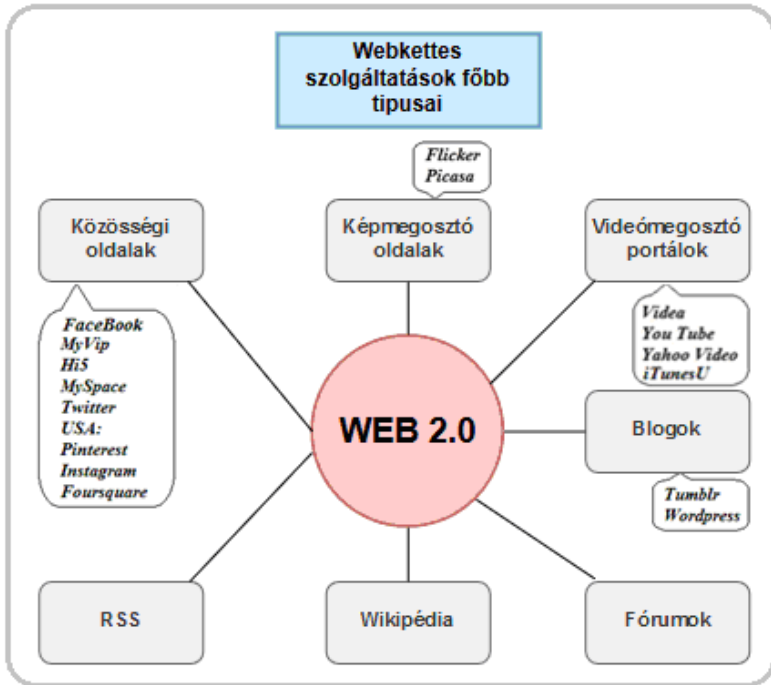 Webkettes
szolgáltatások főbb
tipusai
Flicker
Picasa
Közösségi
oldalak
Képmegosztó
oldalak
Videómegosztó
portálok
FaceBook
MyVip
Hi5
MySpace
Twitter
USA:
Pinterest
Instagram
Foursquare
Videa
You Tube
Yahoo Video
iTunesU
WEB 2.0
Blogok
Tumblr
Wordpress
RSS
Wikipédia
Fórumok